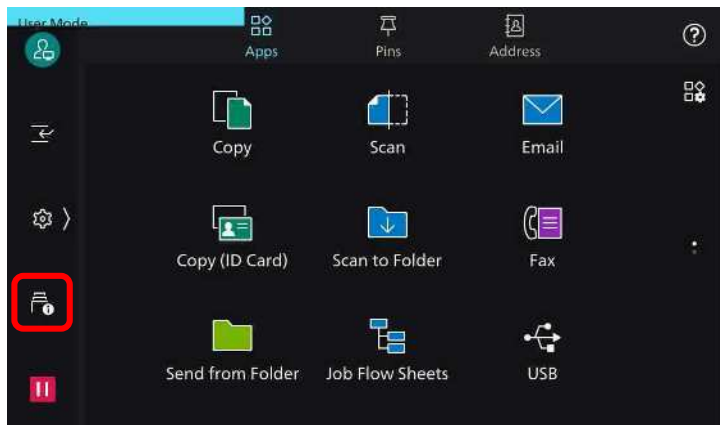 User Mode
Apps
Pins
Address
Copy
Scan
Email
Copy (ID Card)
Scan to Folder
Fax
Send from Folder
Job Flow Sheets
USB